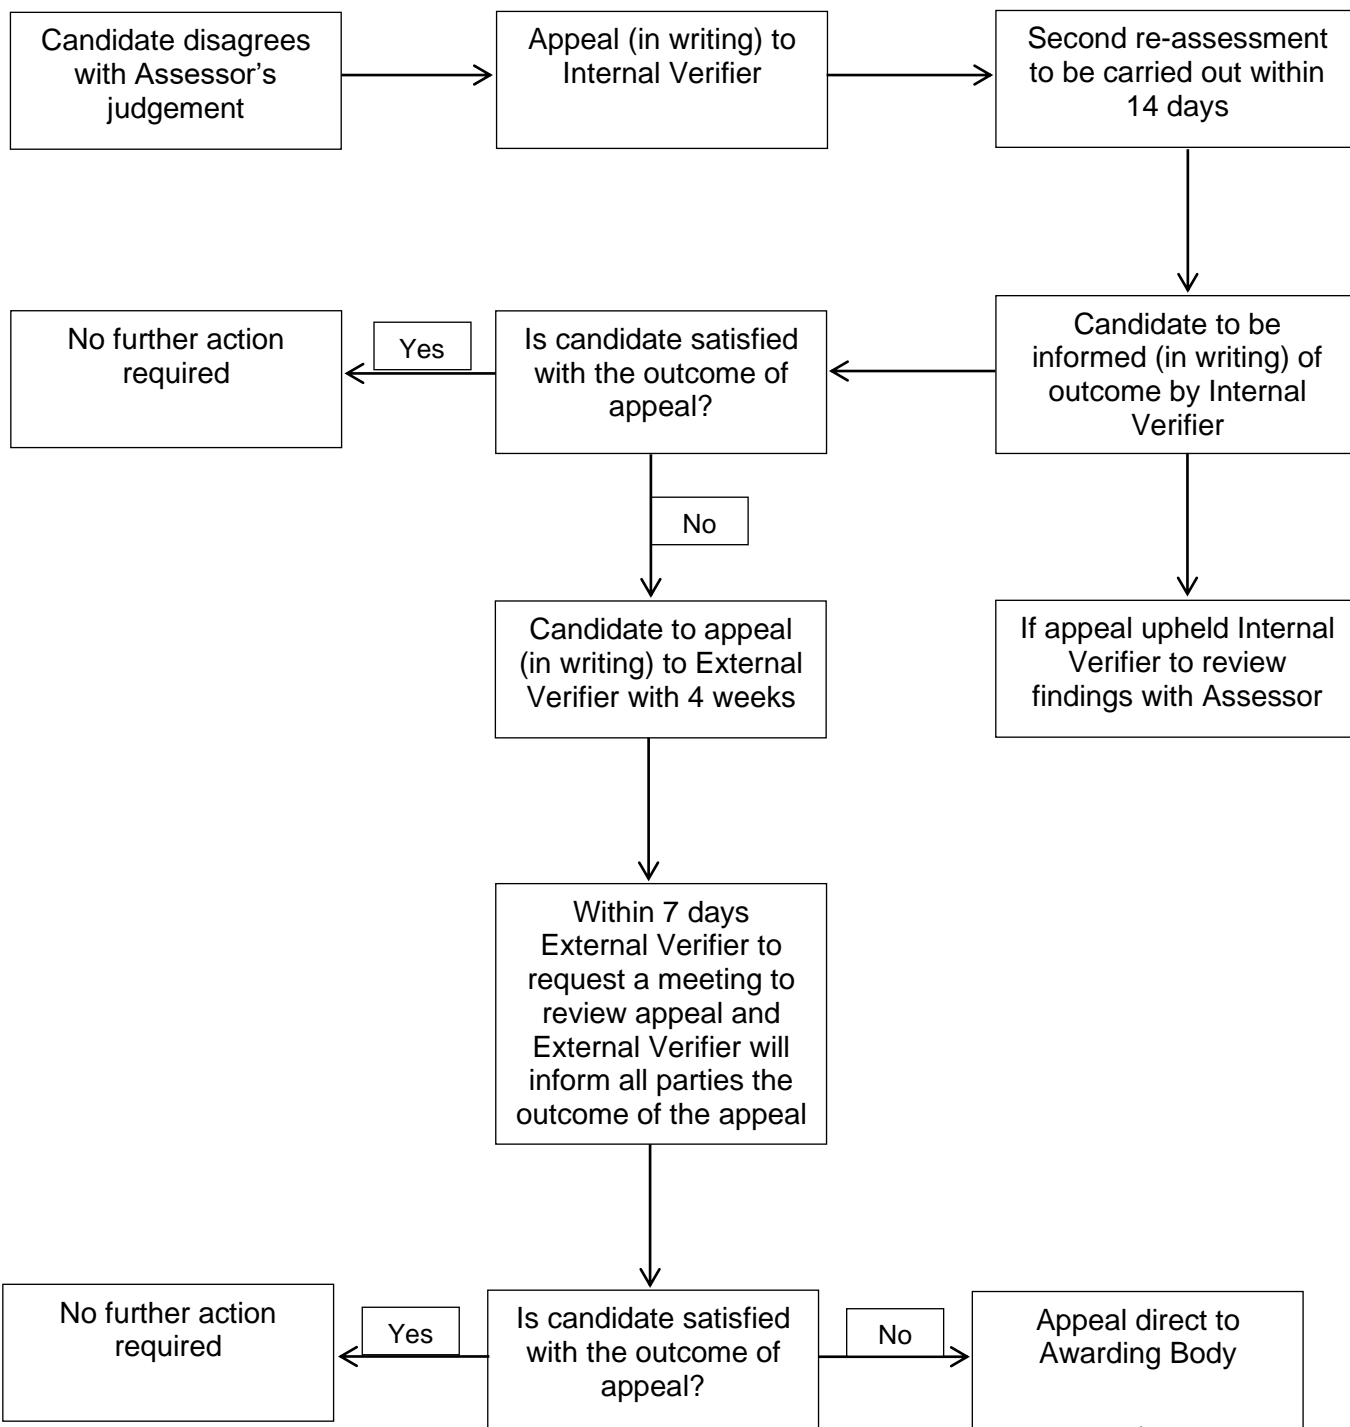 Candidate disagrees
with Assessor’s
judgement
Appeal (in writing) to
Internal Verifier
Second re-assessment
to be carried out within
14 days
No further action
required
Yes
Is candidate satisfied
with the outcome of
appeal?
Candidate to be
informed (in writing) of
outcome by Internal
Verifier
No
Candidate to appeal
(in writing) to External
Verifier with 4 weeks
If appeal upheld Internal
Verifier to review
findings with Assessor
Within 7 days
External Verifier to
request a meeting to
review appeal and
External Verifier will
inform all parties the
outcome of the appeal
No further action
required
Yes
Is candidate satisfied
with the outcome of
appeal?
No
Appeal direct to
Awarding Body